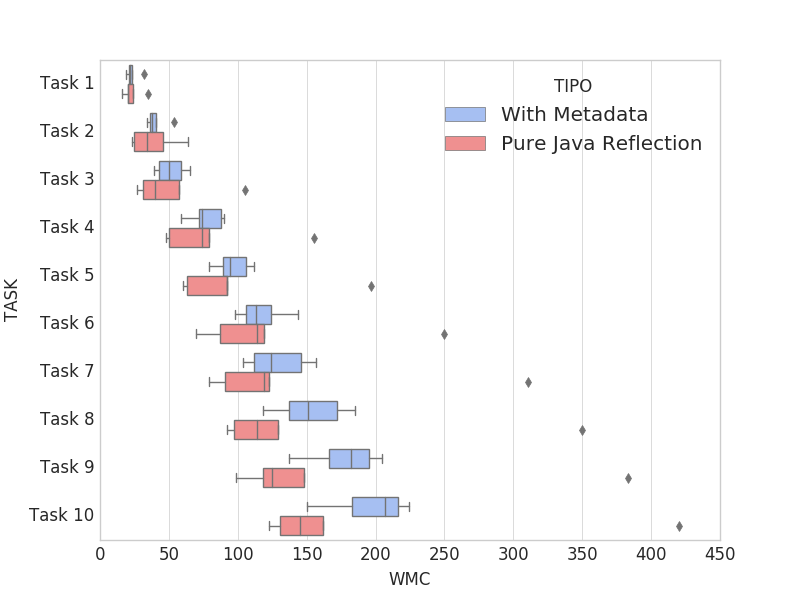 TIPO
With Metadata
Pure Java Reflection
TASK
Task 1
Task 2
Task 3
Task 4
Task 5
Task 6
Task 7
Task 8
Task 9
Task 10
0 50 100 150 200 250 300 350 400 450
WMC